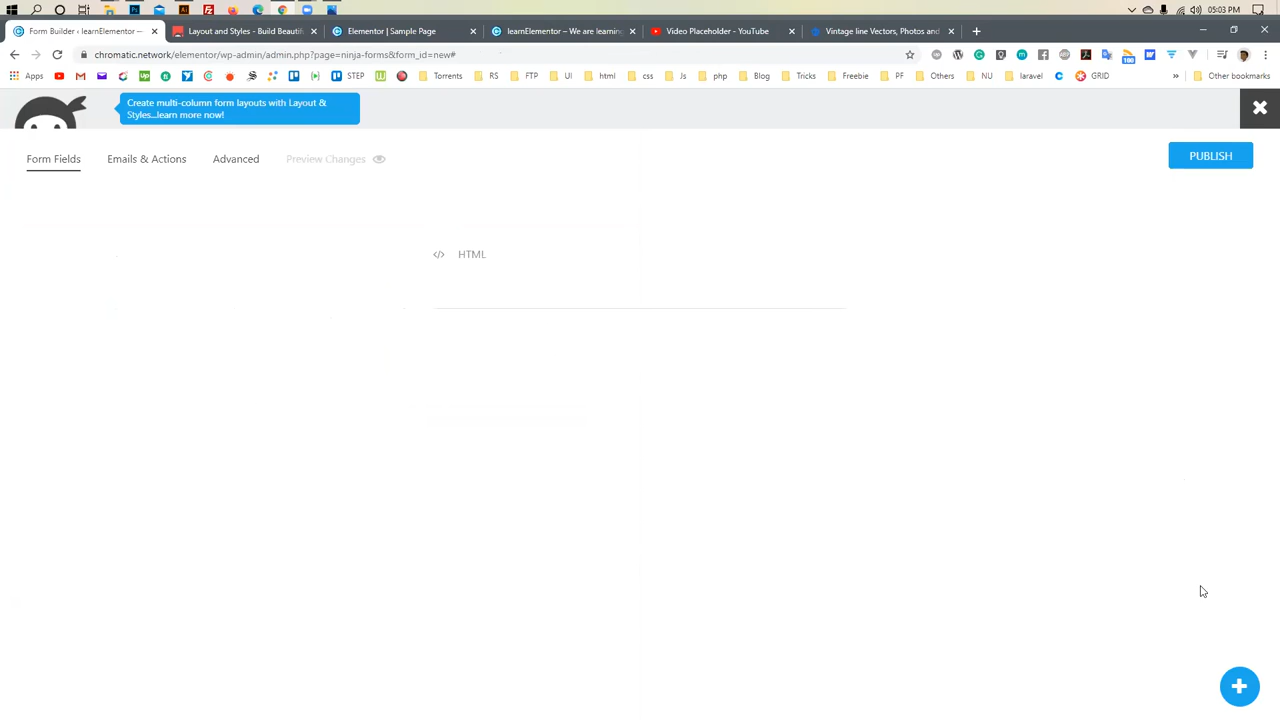 05:03 PM
Form Builder ‹ learnElementor —
Layout and Styles - Build Beautifu
Elementor | Sample Page
learnElementor – We are learning
Video Placeholder - YouTube
Vintage line Vectors, Photos and
chromatic.network/elementor/wp-admin/admin.php?page=ninja-forms&form_id=new#
Apps
STEP
Torrents
RS
FTP
UI
html
css
Js
php
Blog
Tricks
Freebie
PF
Others
NU
laravel
GRID
»
Other bookmarks
Create multi-column form layouts with Layout &
Styles...learn more now!
Form Fields
Emails & Actions
Advanced
Preview Changes
PUBLISH
</> HTML